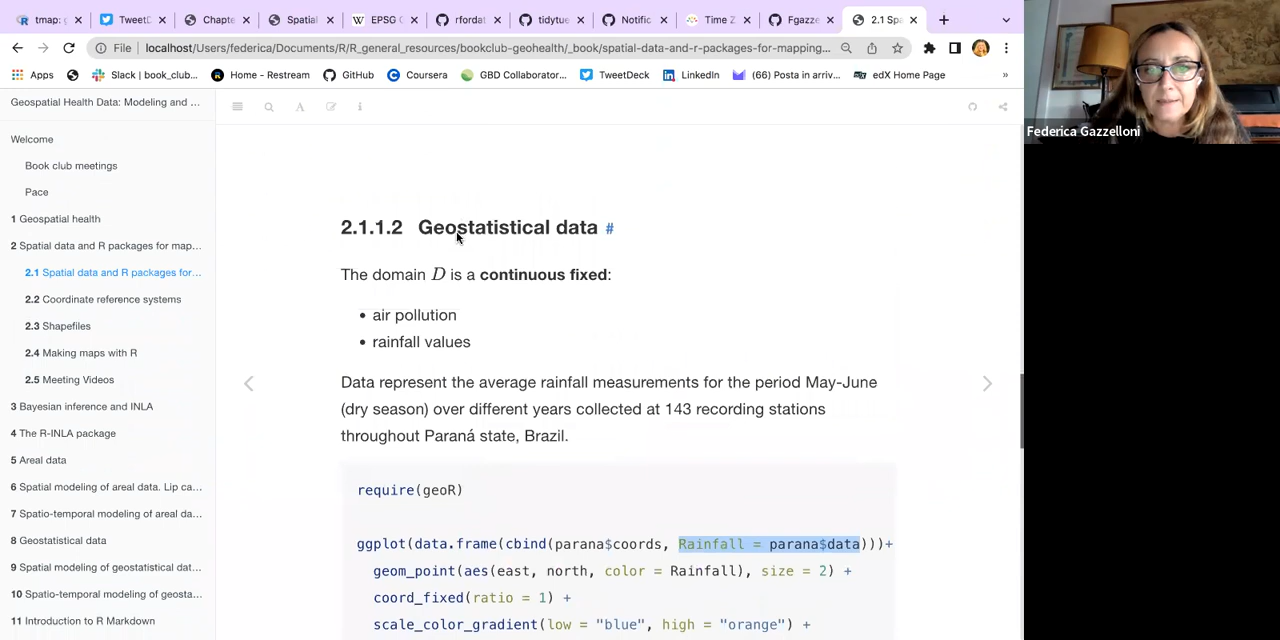 tmap: g
TweetD
Chapte
Spatial
EPSG G
rfordat
tidytue
Notific
Time Z
Fgazze
2.1 Spa
File
localhost/Users/federica/Documents/R/R_general_resources/bookclub-geohealth/_book/spatial-data-and-r-packages-for-mapping...
Apps
Slack | book_club...
Home - Restream
GitHub
Coursera
GBD Collaborator...
TweetDeck
LinkedIn
(66) Posta in arriv...
edX Home Page
»
Geospatial Health Data: Modeling and ...
Welcome
Book club meetings
Pace
1 Geospatial health
2 Spatial data and R packages for map...
2.1 Spatial data and R packages for...
2.2 Coordinate reference systems
2.3 Shapefiles
2.4 Making maps with R
2.5 Meeting Videos
3 Bayesian inference and INLA
4 The R-INLA package
5 Areal data
6 Spatial modeling of areal data. Lip ca...
7 Spatio-temporal modeling of areal da...
8 Geostatistical data
9 Spatial modeling of geostatistical dat...
10 Spatio-temporal modeling of geosta...
11 Introduction to R Markdown
2.1.1.2 Geostatistical data #
The domain D is a continuous fixed:
• air pollution
• rainfall values
Data represent the average rainfall measurements for the period May-June
(dry season) over different years collected at 143 recording stations
throughout Paraná state, Brazil.
require(geoR)
ggplot(data.frame(cbind(parana$coords, Rainfall = parana$data)))+
geom_point(aes(east, north, color = Rainfall), size = 2) +
coord_fixed(ratio = 1) +
scale_color_gradient(low = "blue", high = "orange") +
Federica Gazzelloni